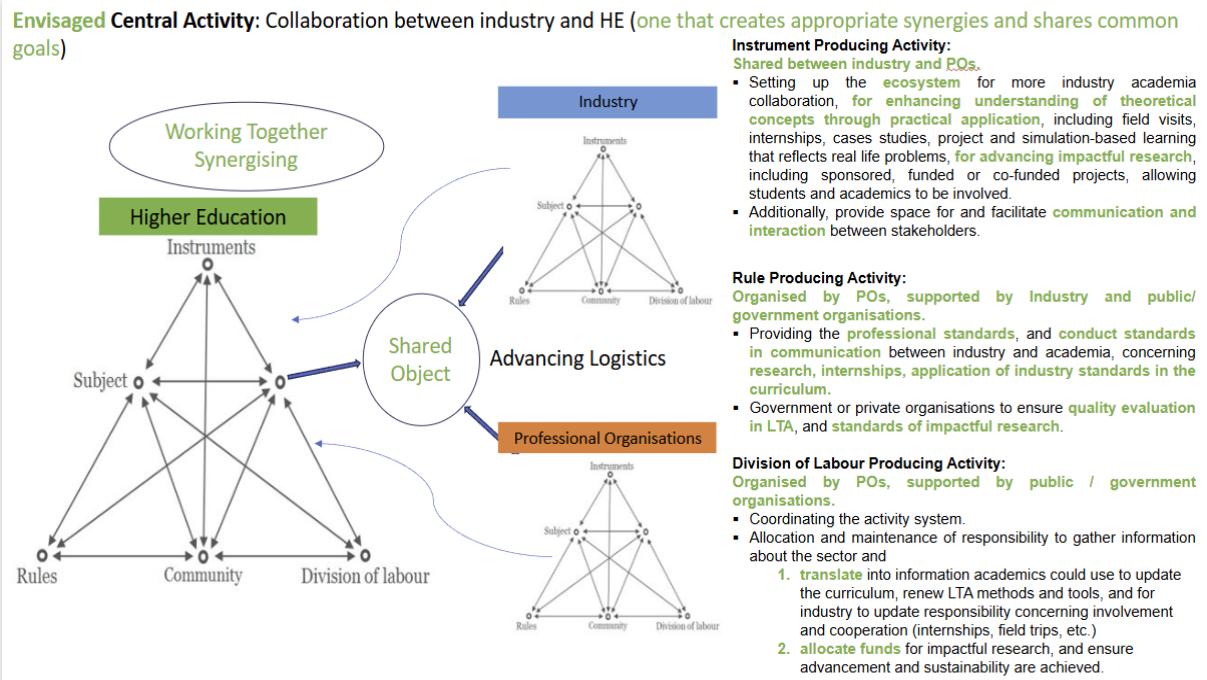 Envisaged Central Activity: Collaboration between industry and HE (one that creates appropriate synergies and shares common
goals)
Working Together
Synergising
Higher Education
Instruments
Subject
Rules
Community
Division of labour
Industry
Instruments
Subject
Rules
Community
Division of labour
Shared
Object
Advancing Logistics
Professional Organisations
Instruments
Subject
Rules
Community
Division of labour
Instrument Producing Activity:
Shared between industry and POs.
▪ Setting up the ecosystem for more industry academia
collaboration, for enhancing understanding of theoretical
concepts through practical application, including field visits,
internships, cases studies, project and simulation-based learning
that reflects real life problems, for advancing impactful research,
including sponsored, funded or co-funded projects, allowing
students and academics to be involved.
▪ Additionally, provide space for and facilitate communication and
interaction between stakeholders.
Rule Producing Activity:
Organised by POs, supported by Industry and public/
government organisations.
▪ Providing the professional standards, and conduct standards
in communication between industry and academia, concerning
research, internships, application of industry standards in the
curriculum.
▪ Government or private organisations to ensure quality evaluation
in LTA, and standards of impactful research.
Division of Labour Producing Activity:
Organised by POs, supported by public / government
organisations.
▪ Coordinating the activity system.
▪ Allocation and maintenance of responsibility to gather information
about the sector and
1. translate into information academics could use to update
the curriculum, renew LTA methods and tools, and for
industry to update responsibility concerning involvement
and cooperation (internships, field trips, etc.)
2. allocate funds for impactful research, and ensure
advancement and sustainability are achieved.